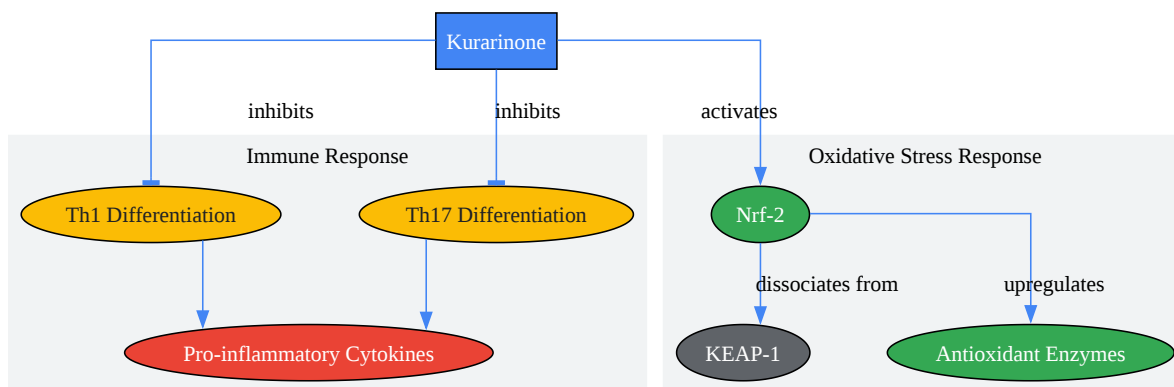 Kurarinone
inhibits
inhibits
activates
Immune Response
Oxidative Stress Response
Th1 Differentiation
Th17 Differentiation
Nrf-2
dissociates from
upregulates
Pro-inflammatory Cytokines
KEAP-1
Antioxidant Enzymes